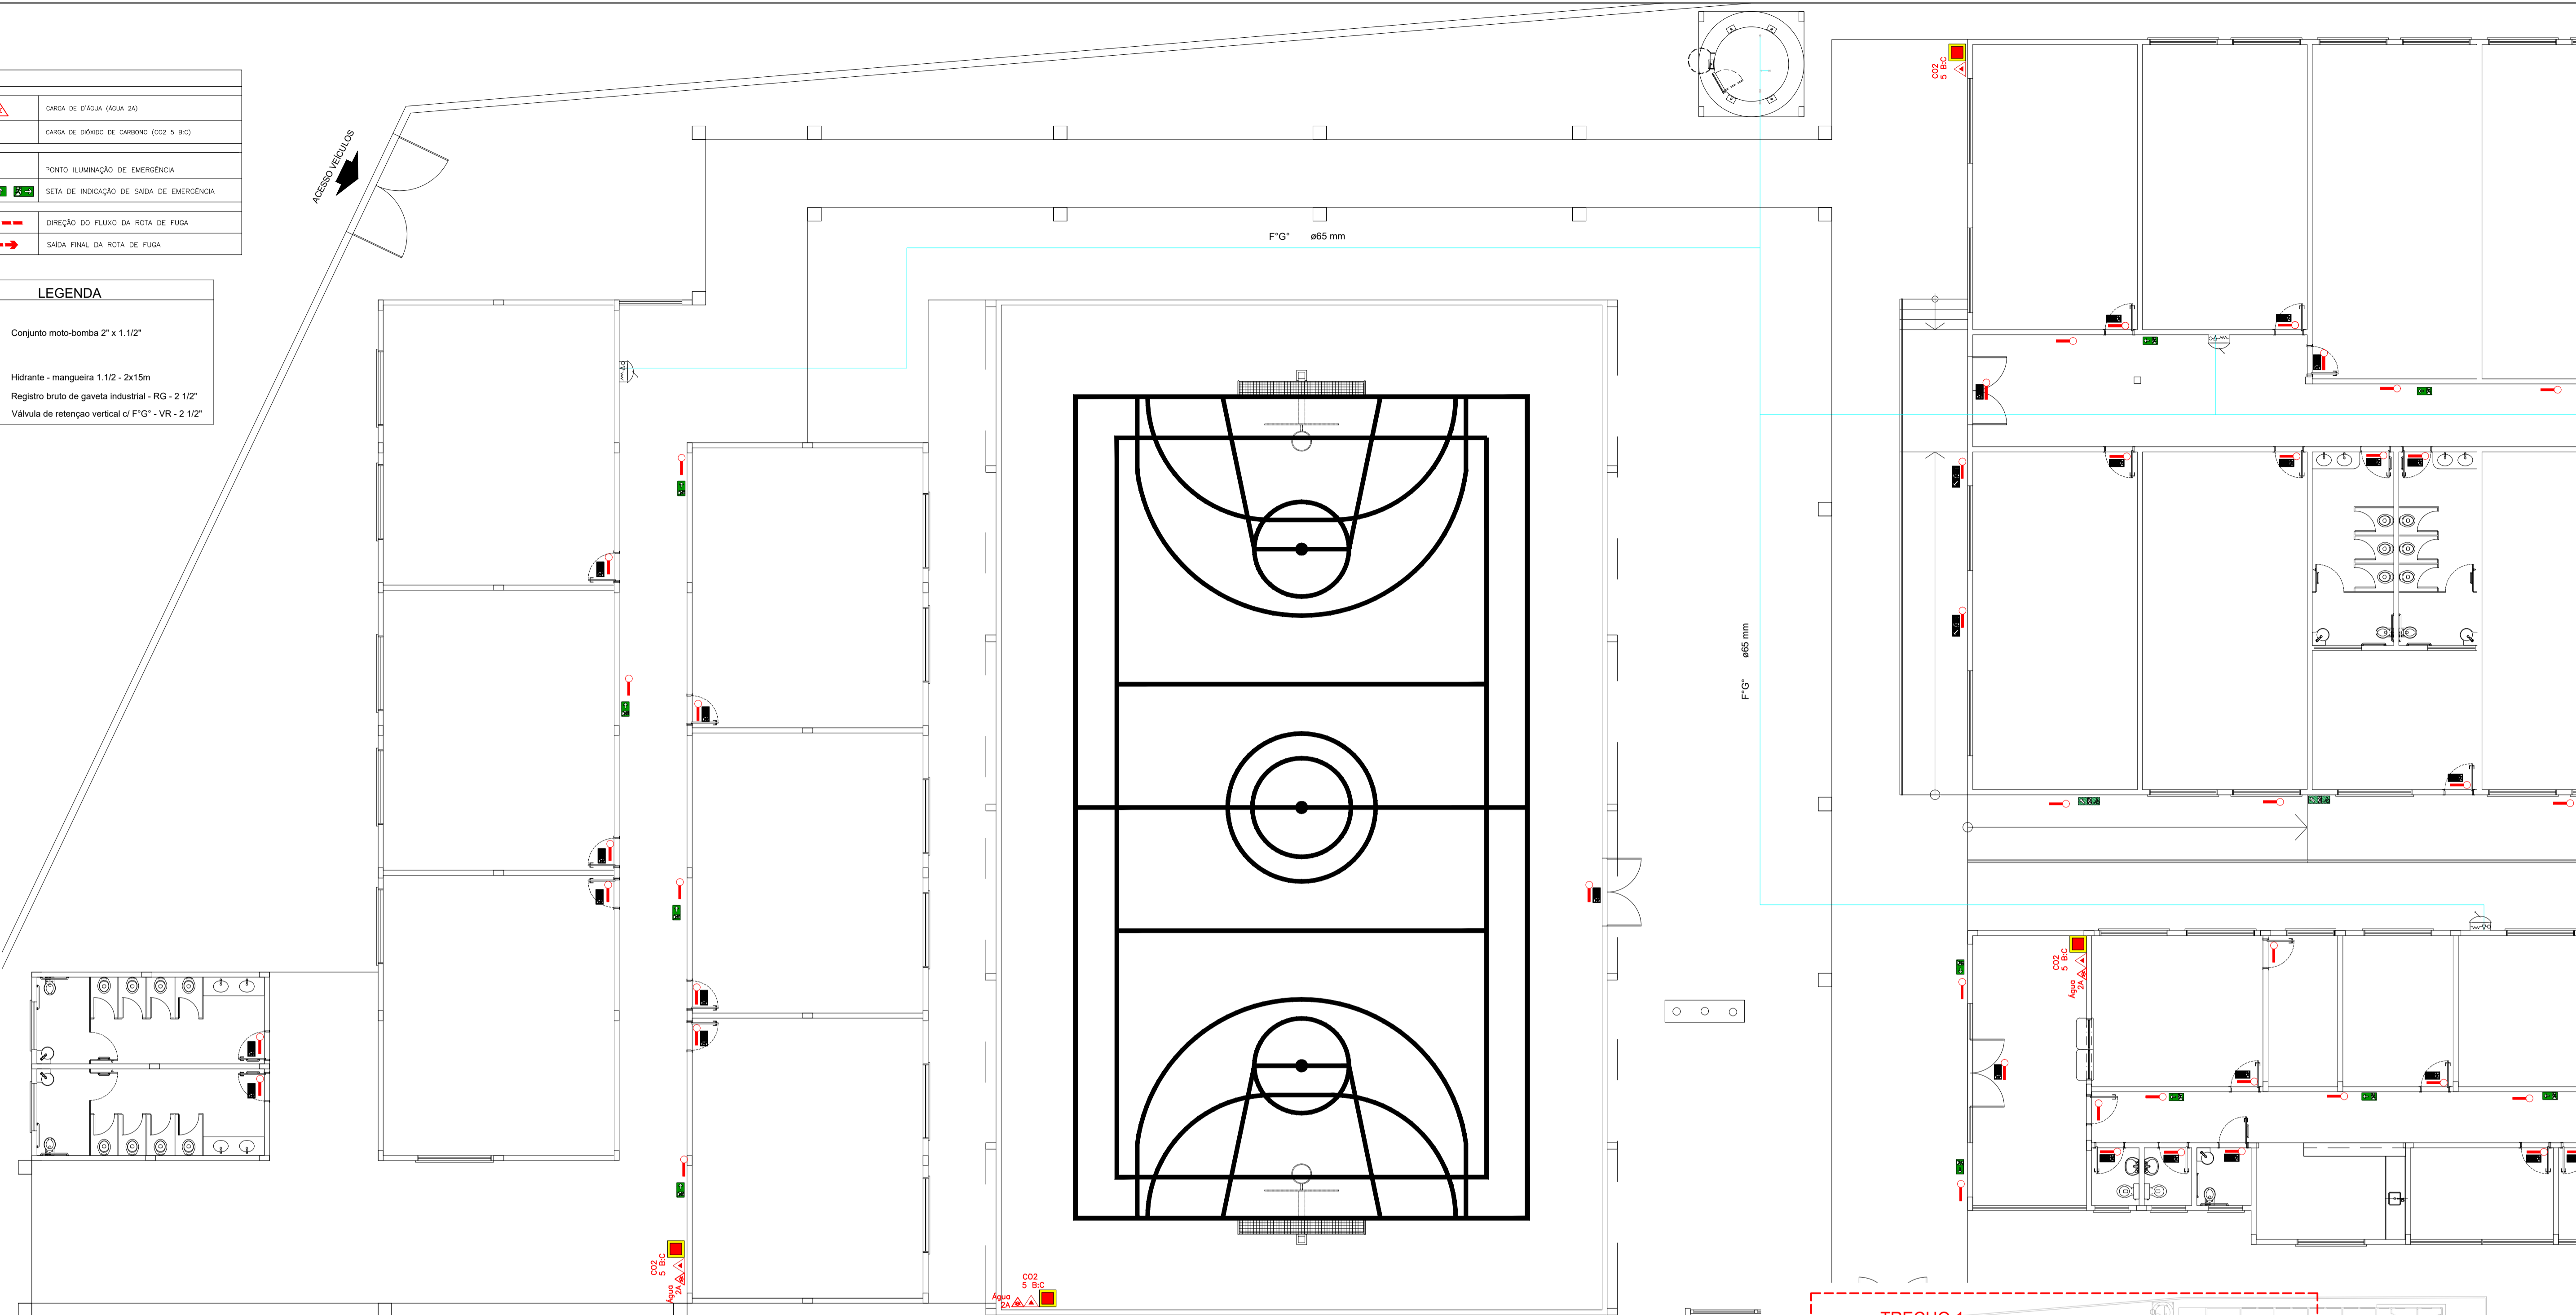 CARGA DE D'ÁGUA (ÁGUA 2A)
CARGA DE DIÓXIDO DE CARBONO (CO2 5 B:C)
PONTO ILUMINAÇÃO DE EMERGÊNCIA
SETA DE INDICAÇÃO DE SAÍDA DE EMERGÊNCIA
DIREÇÃO DO FLUXO DA ROTA DE FUGA
SAÍDA FINAL DA ROTA DE FUGA
LEGENDA
Conjunto moto-bomba 2" x 1.1/2"
Hidrante - mangueira 1.1/2 - 2x15m
Registro bruto de gaveta industrial - RG - 2 1/2"
Válvula de retençao vertical c/ F°G° - VR - 2 1/2"
ACESSO VEÍCULOS
F°G° ø65 mm
CO2
5 B:C
F°G° ø65 mm
CO2
5 B:C
Água
2A
CO2
5 B:C
Água
2A
CO2
5 B:C
Água
2A
TRECHO 1